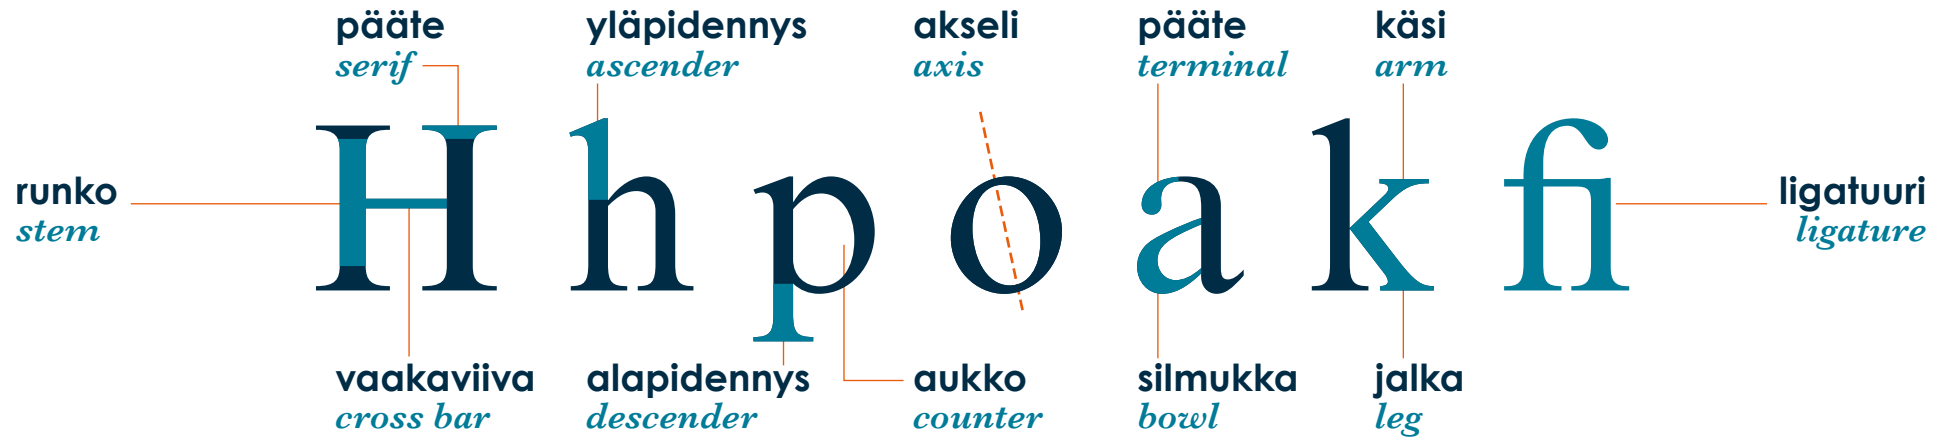 pääte
serif
yläpidennys
ascender
akseli
axis
pääte
terminal
käsi
arm
runko
stem
H h p o a k fi
ligatuuri
ligature
vaakaviiva
cross bar
alapidennys
descender
aukko
counter
silmukka
bowl
jalka
leg